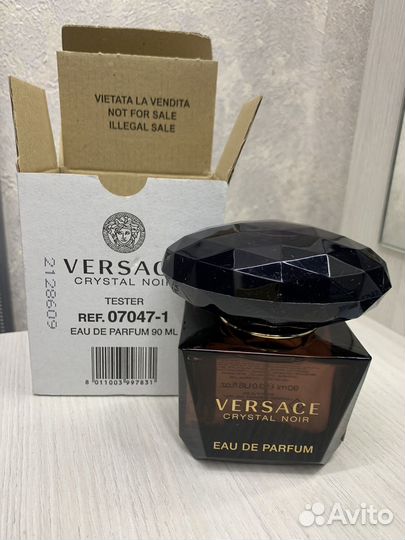 VIETATA LA VENDITA
NOT FOR SALE
ILLEGAL SALE
VERSACE
CRYSTAL NOIR
TESTER
REF. 07047-1
EAU DE PARFUM 90 ML
8 011003 997831
2128609
VERSACE
CRYSTAL NOIR
EAU DE PARFUM
Avito